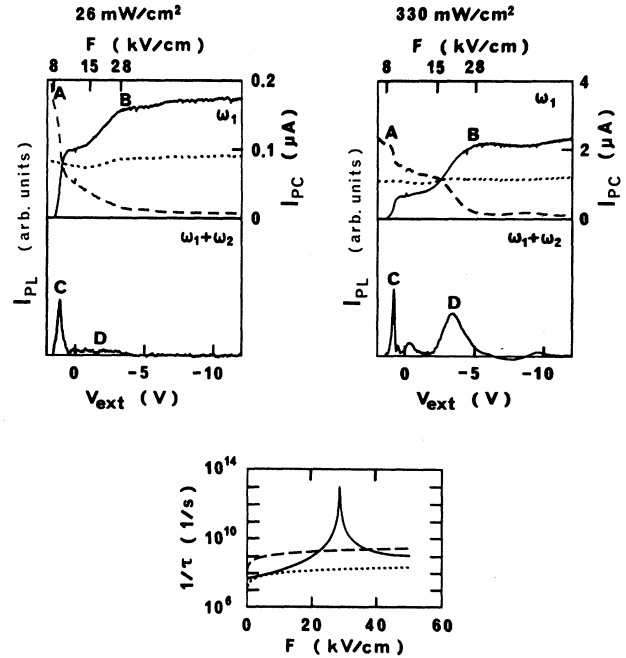 26 mW/cm²
F (kV/cm)
8 15 28
A
B
ω₁
0.2
0.1
0
I_PC (μA)
(arb. units)
I_PL
ω₁+ω₂
C
D
0 -5 -10
V_ext (V)
330 mW/cm²
F (kV/cm)
8 15 28
A
B
ω₁
4
2
0
I_PC (μA)
(arb. units)
I_PL
ω₁+ω₂
C
D
0 -5 -10
V_ext (V)
10¹⁴
10¹⁰
10⁶
1/τ (1/s)
0 20 40 60
F (kV/cm)